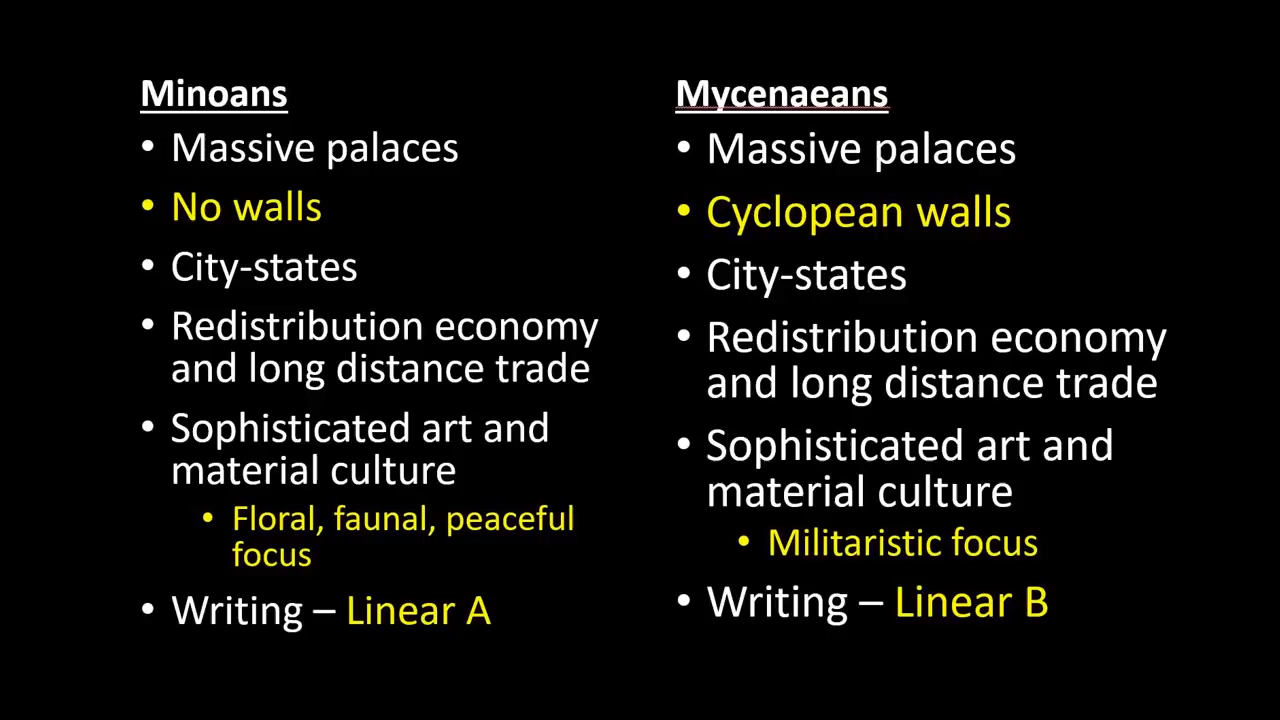 Minoans
• Massive palaces
• No walls
• City-states
• Redistribution economy
and long distance trade
• Sophisticated art and
material culture
• Floral, faunal, peaceful
focus
• Writing – Linear A
Mycenaeans
• Massive palaces
• Cyclopean walls
• City-states
• Redistribution economy
and long distance trade
• Sophisticated art and
material culture
• Militaristic focus
• Writing – Linear B